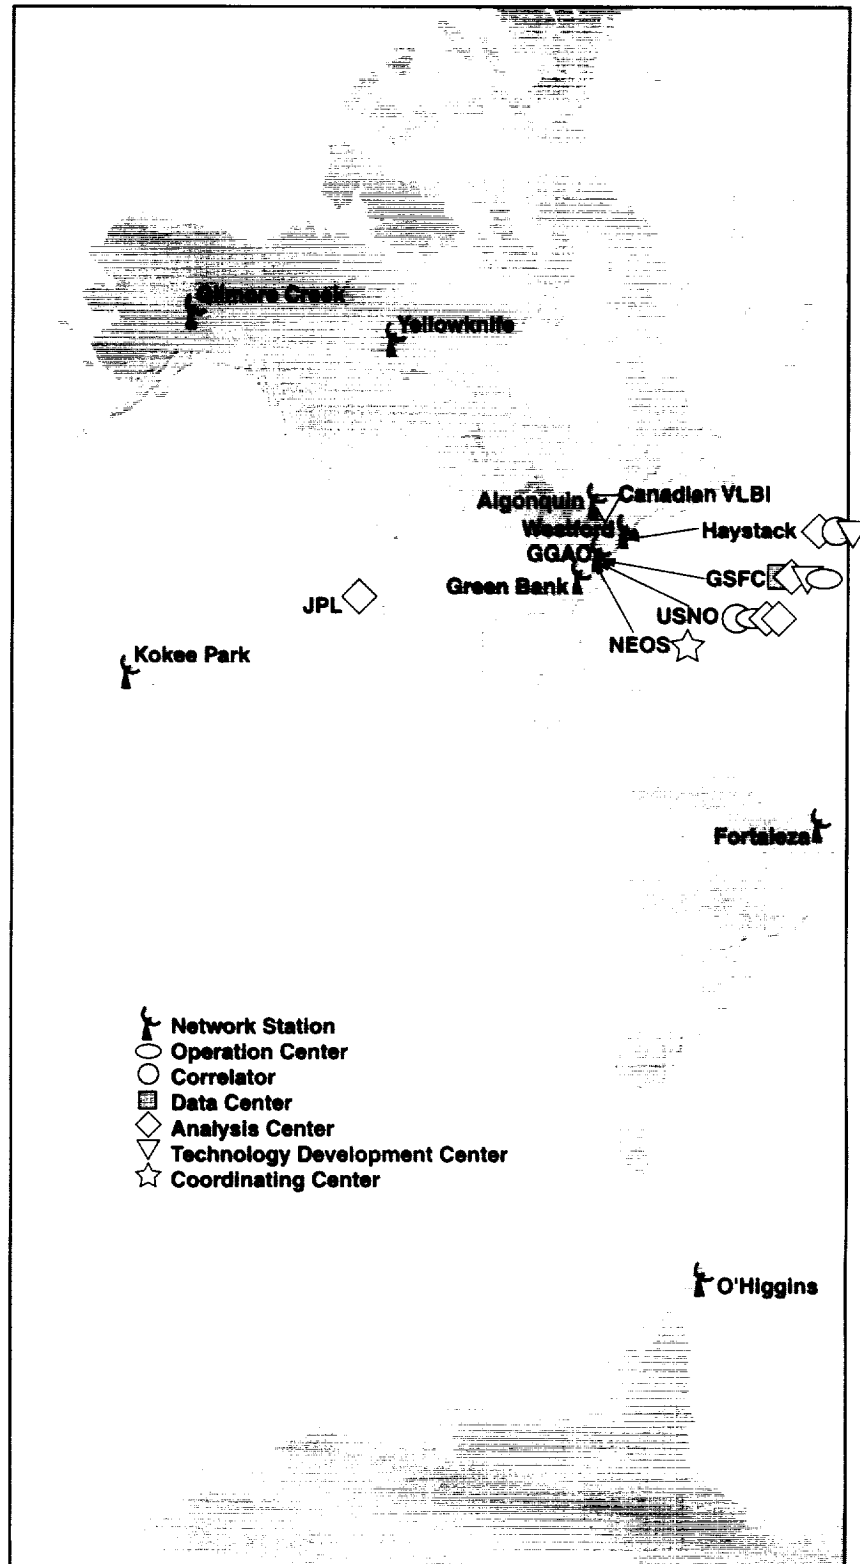 Gilmore Creek
Yellowknife
Algonquin
Canadian VLBI
Westford
Haystack
GGAO
GSFC
Green Bank
JPL
USNO
NEOS
Kokee Park
Fortaleza
Network Station
Operation Center
Correlator
Data Center
Analysis Center
Technology Development Center
Coordinating Center
O'Higgins